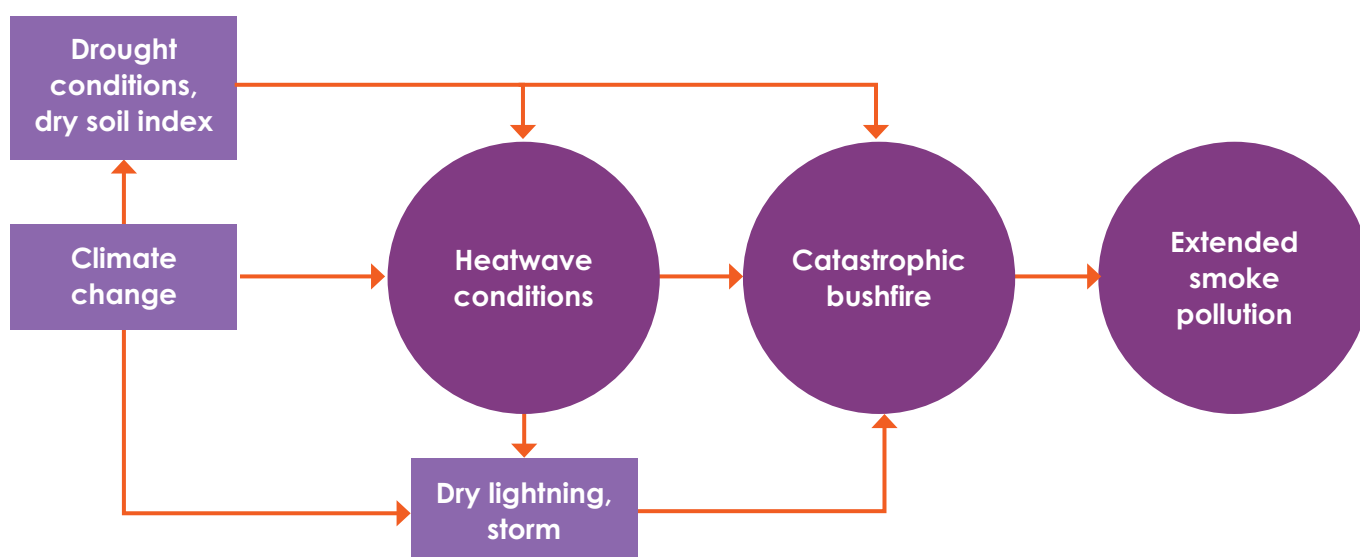 Drought
conditions,
dry soil index
Climate
change
Heatwave
conditions
Catastrophic
bushfire
Extended
smoke
pollution
Dry lightning,
storm